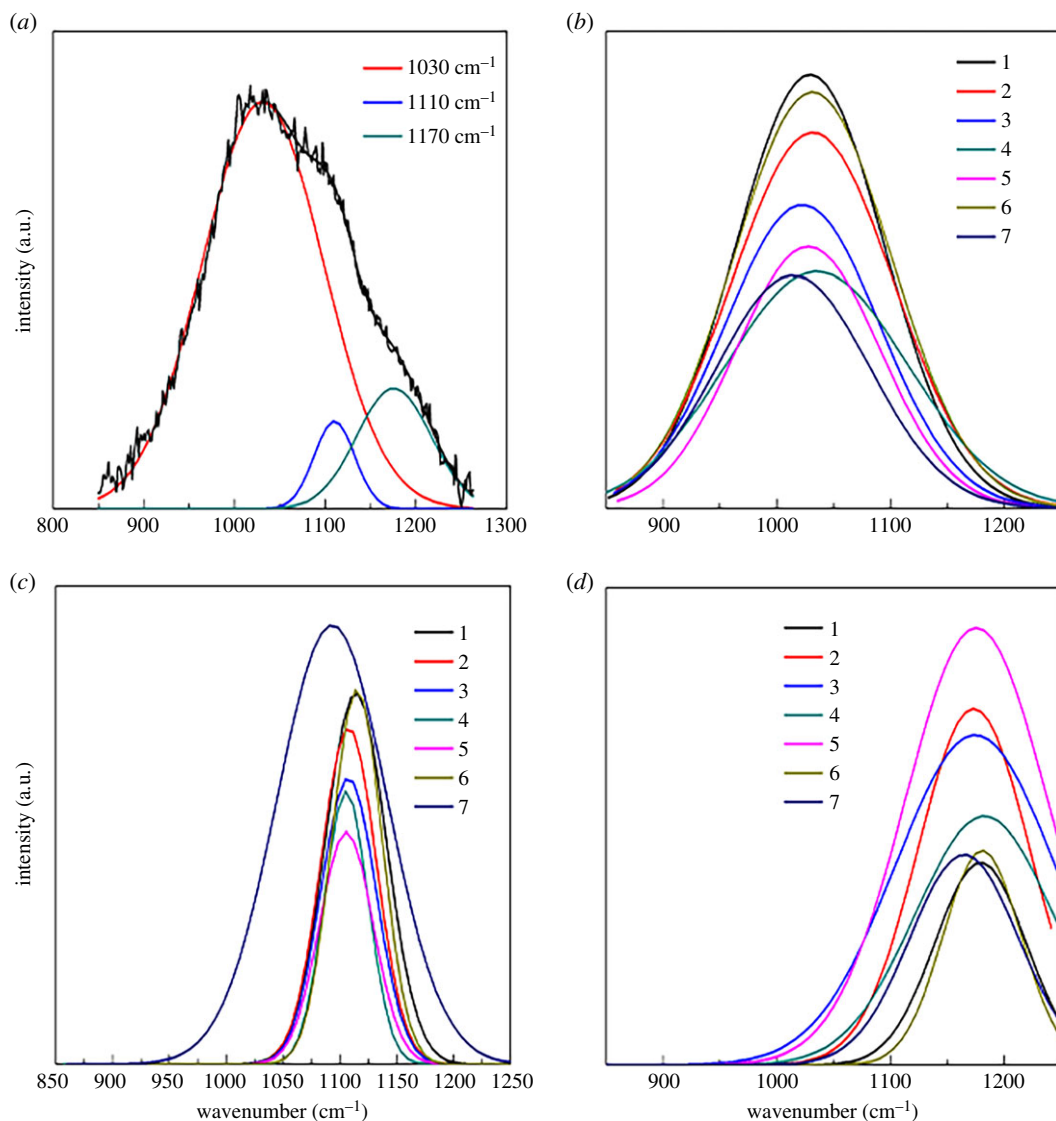 (a)
1030 cm⁻¹
1110 cm⁻¹
1170 cm⁻¹
intensity (a.u.)
800 900 1000 1100 1200 1300
(b)
1
2
3
4
5
6
7
900 1000 1100 1200
(c)
1
2
3
4
5
6
7
intensity (a.u.)
850 900 950 1000 1050 1100 1150 1200 1250
wavenumber (cm⁻¹)
(d)
1
2
3
4
5
6
7
900 1000 1100 1200
wavenumber (cm⁻¹)